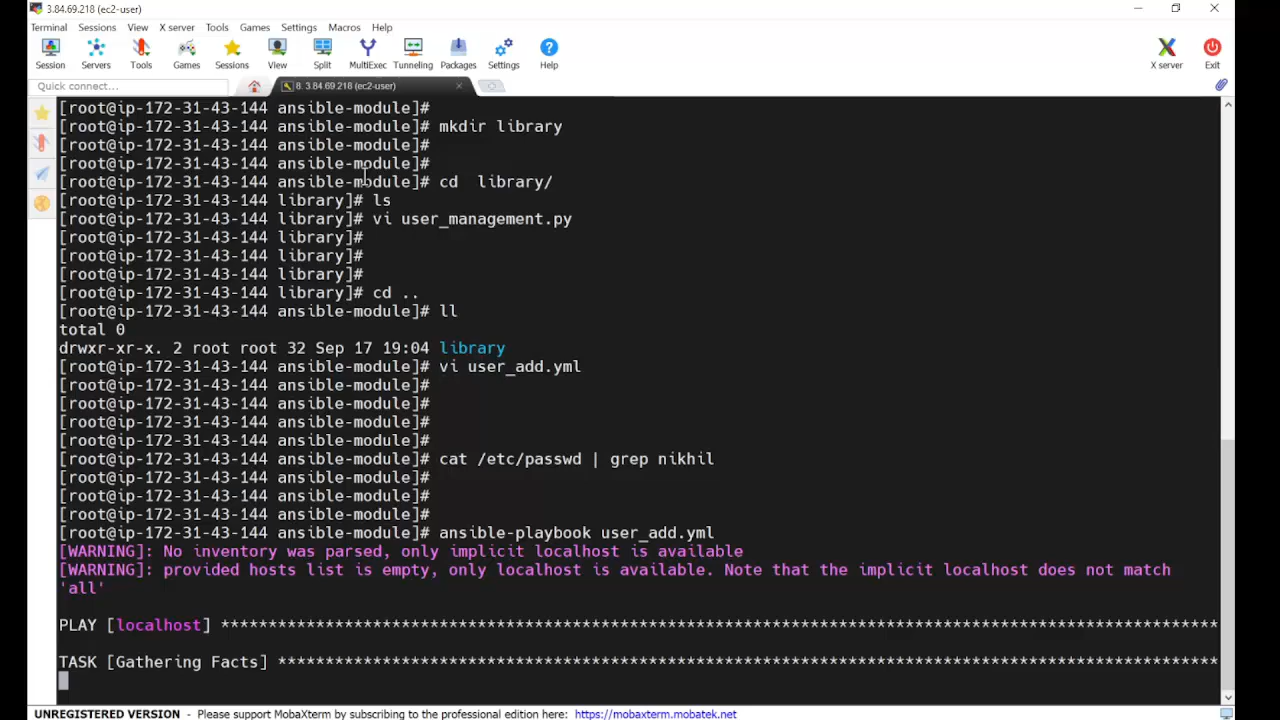 3.84.69.218 (ec2-user)
Terminal Sessions View X server Tools Games Settings Macros Help
Session Servers Tools Games Sessions View Split MultiExec Tunneling Packages Settings Help X server Exit
Quick connect...
8. 3.84.69.218 (ec2-user)
[root@ip-172-31-43-144 ansible-module]#
[root@ip-172-31-43-144 ansible-module]# mkdir library
[root@ip-172-31-43-144 ansible-module]#
[root@ip-172-31-43-144 ansible-module]#
[root@ip-172-31-43-144 ansible-module]# cd  library/
[root@ip-172-31-43-144 library]# ls
[root@ip-172-31-43-144 library]# vi user_management.py
[root@ip-172-31-43-144 library]#
[root@ip-172-31-43-144 library]#
[root@ip-172-31-43-144 library]#
[root@ip-172-31-43-144 library]# cd ..
[root@ip-172-31-43-144 ansible-module]# ll
total 0
drwxr-xr-x. 2 root root 32 Sep 17 19:04 library
[root@ip-172-31-43-144 ansible-module]# vi user_add.yml
[root@ip-172-31-43-144 ansible-module]#
[root@ip-172-31-43-144 ansible-module]#
[root@ip-172-31-43-144 ansible-module]#
[root@ip-172-31-43-144 ansible-module]#
[root@ip-172-31-43-144 ansible-module]# cat /etc/passwd | grep nikhil
[root@ip-172-31-43-144 ansible-module]#
[root@ip-172-31-43-144 ansible-module]#
[root@ip-172-31-43-144 ansible-module]#
[root@ip-172-31-43-144 ansible-module]# ansible-playbook user_add.yml
[WARNING]: No inventory was parsed, only implicit localhost is available
[WARNING]: provided hosts list is empty, only localhost is available. Note that the implicit localhost does not match
'all'
PLAY [localhost] *********************************************************************************************************
TASK [Gathering Facts] ***************************************************************************************************
UNREGISTERED VERSION - Please support MobaXterm by subscribing to the professional edition here: https://mobaxterm.mobatek.net